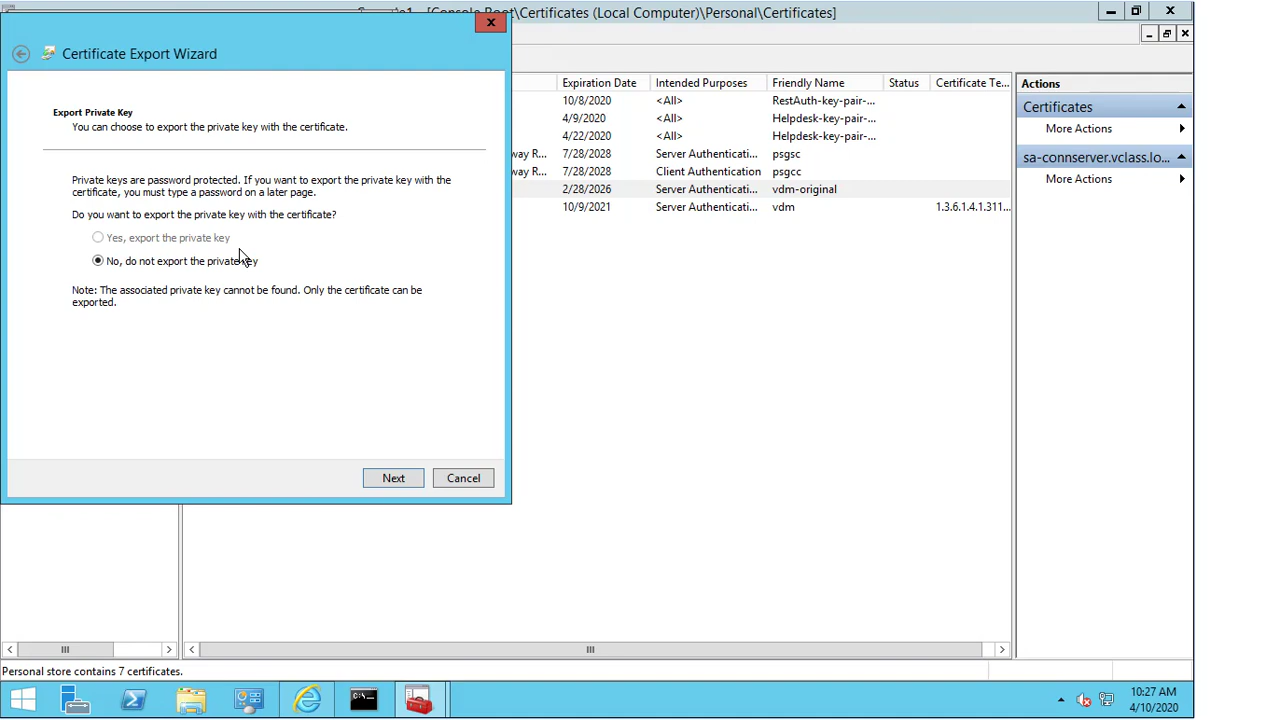 [Console Root\Certificates (Local Computer)\Personal\Certificates]
Certificate Export Wizard
Export Private Key
You can choose to export the private key with the certificate.
Private keys are password protected. If you want to export the private key with the
certificate, you must type a password on a later page.
Do you want to export the private key with the certificate?
Yes, export the private key
No, do not export the private key
Note: The associated private key cannot be found. Only the certificate can be
exported.
Next
Cancel
Expiration Date
Intended Purposes
Friendly Name
Status
Certificate Te...
10/8/2020 <All> RestAuth-key-pair-...
4/9/2020 <All> Helpdesk-key-pair-...
4/22/2020 <All> Helpdesk-key-pair-...
way R... 7/28/2028 Server Authenticati... psgsc
way R... 7/28/2028 Client Authentication psgcc
2/28/2026 Server Authenticati... vdm-original
10/9/2021 Server Authenticati... vdm 1.3.6.1.4.1.311...
Actions
Certificates
More Actions
sa-connserver.vclass.lo...
More Actions
Personal store contains 7 certificates.
10:27 AM
4/10/2020